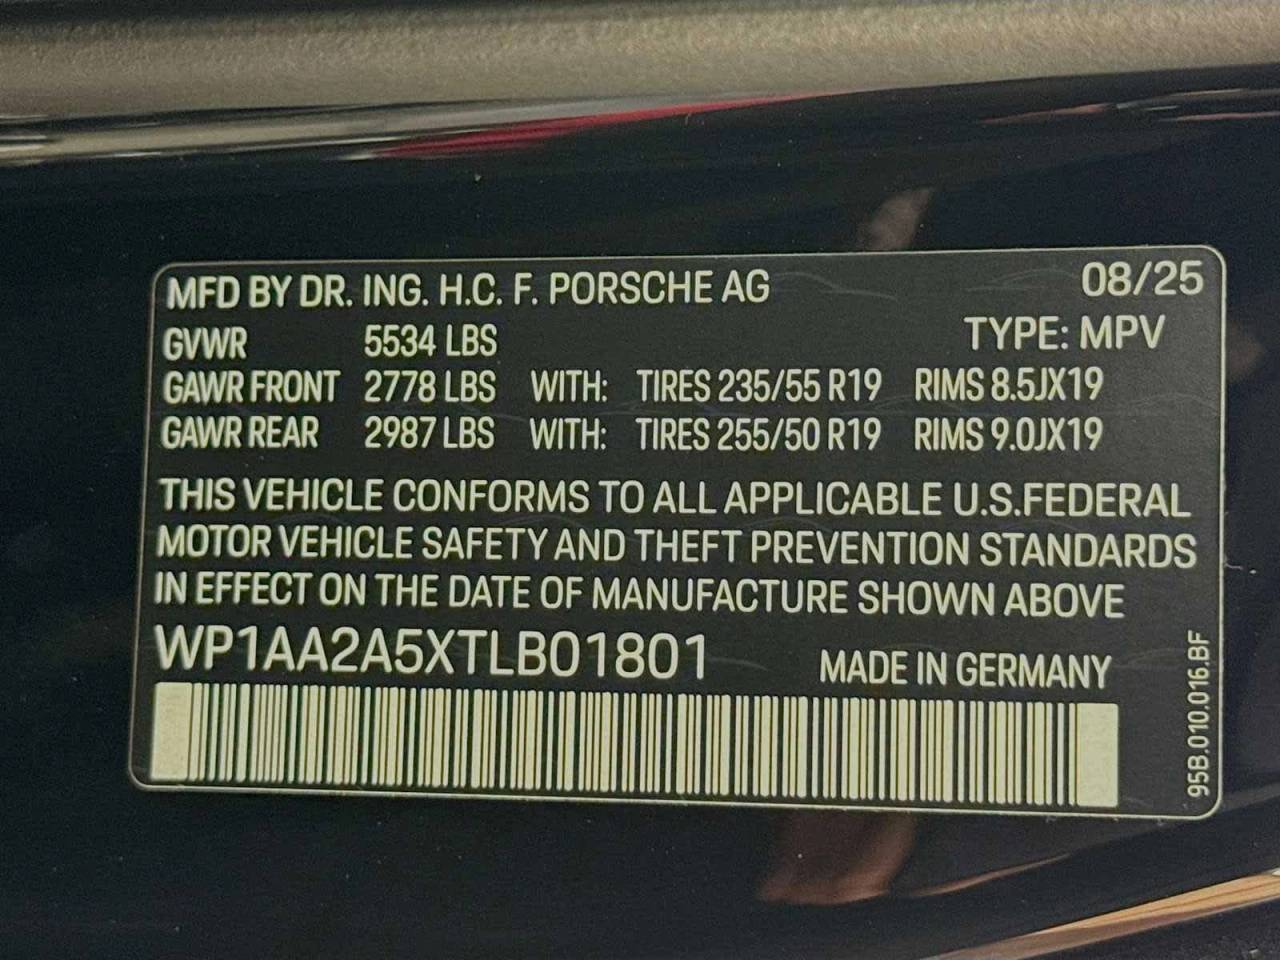 MFD BY DR. ING. H.C. F. PORSCHE AG 08/25
GVWR 5534 LBS TYPE: MPV
GAWR FRONT 2778 LBS WITH: TIRES 235/55 R19 RIMS 8.5JX19
GAWR REAR 2987 LBS WITH: TIRES 255/50 R19 RIMS 9.0JX19
THIS VEHICLE CONFORMS TO ALL APPLICABLE U.S.FEDERAL
MOTOR VEHICLE SAFETY AND THEFT PREVENTION STANDARDS
IN EFFECT ON THE DATE OF MANUFACTURE SHOWN ABOVE
WP1AA2A5XTLB01801 MADE IN GERMANY
95B.010.016.BF